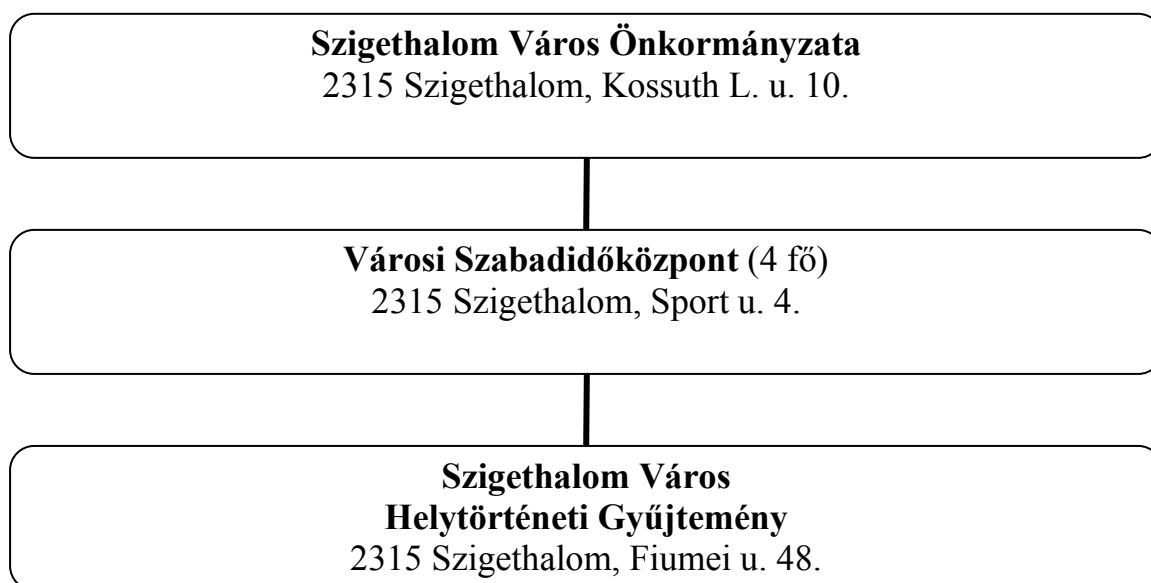 Szigethalom Város Önkormányzata
2315 Szigethalom, Kossuth L. u. 10.
Városi Szabadidőközpont (4 fő)
2315 Szigethalom, Sport u. 4.
Szigethalom Város
Helytörténeti Gyűjtemény
2315 Szigethalom, Fiumei u. 48.